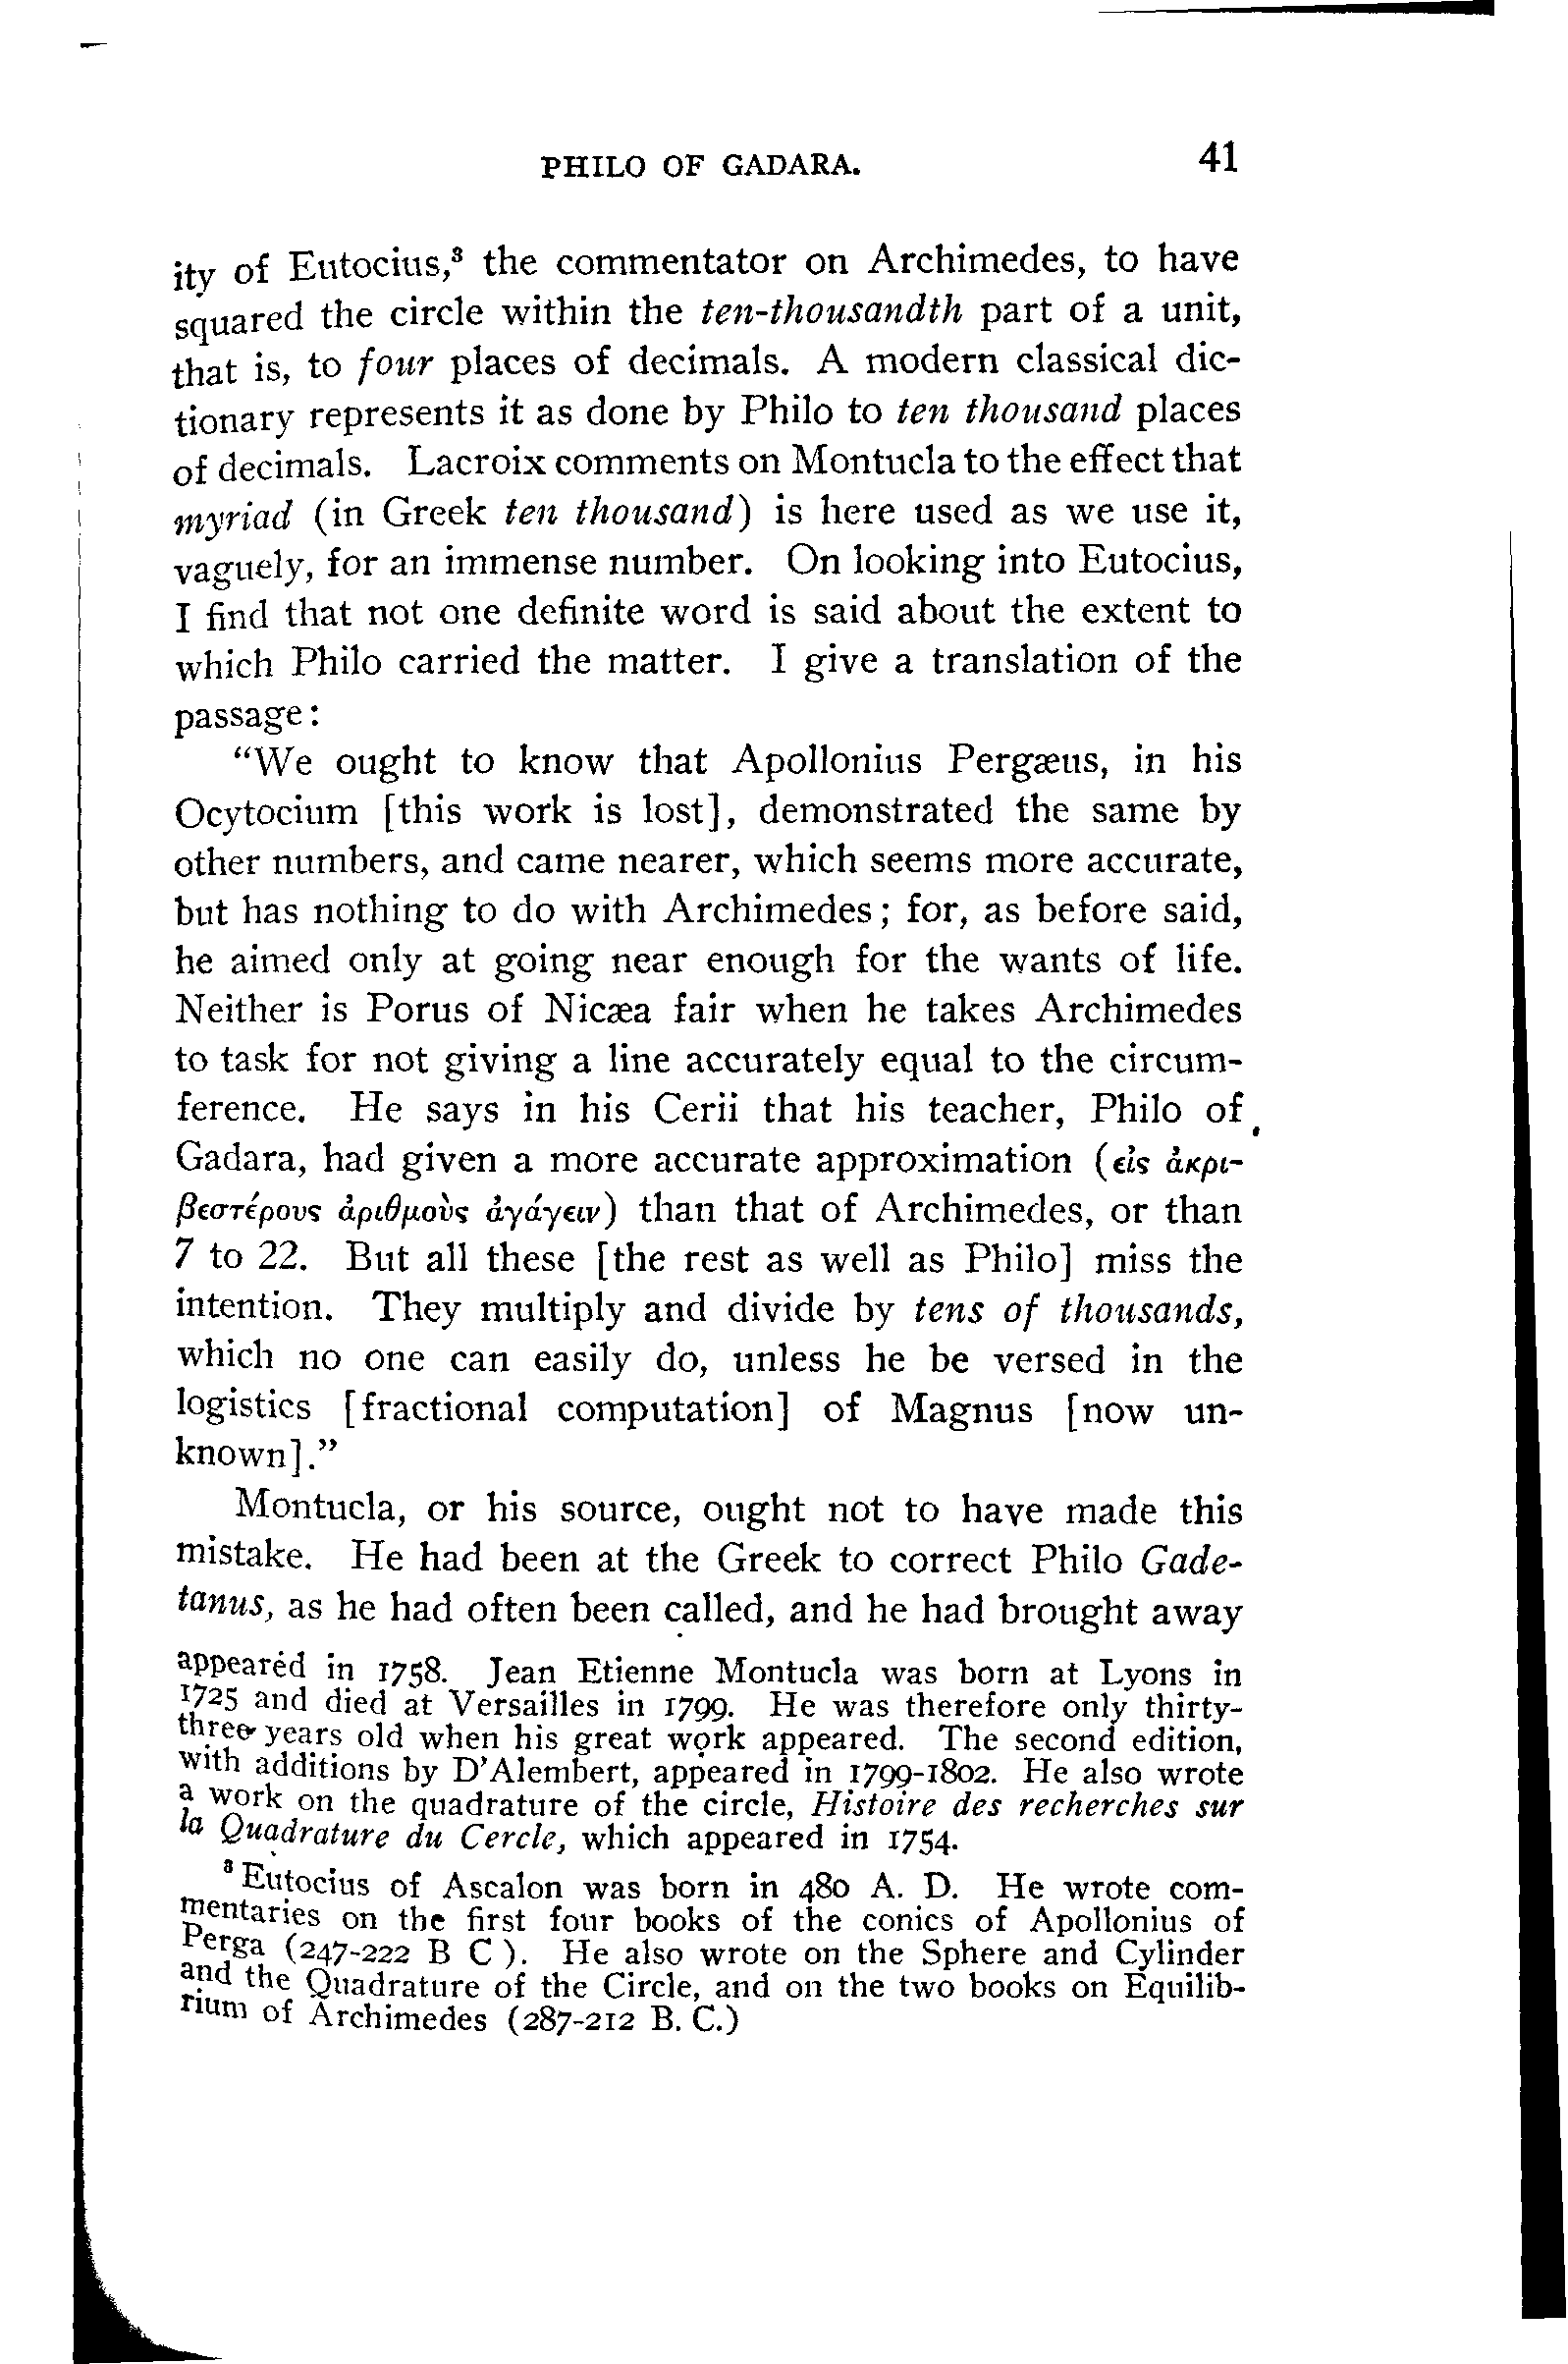 PHILO OF GADARA. 41
ity of Eutocius,³ the commentator on Archimedes, to have
squared the circle within the ten-thousandth part of a unit,
that is, to four places of decimals. A modern classical dic-
tionary represents it as done by Philo to ten thousand places
of decimals. Lacroix comments on Montucla to the effect that
myriad (in Greek ten thousand) is here used as we use it,
vaguely, for an immense number. On looking into Eutocius,
I find that not one definite word is said about the extent to
which Philo carried the matter. I give a translation of the
passage:
"We ought to know that Apollonius Pergæus, in his
Ocytocium [this work is lost], demonstrated the same by
other numbers, and came nearer, which seems more accurate,
but has nothing to do with Archimedes; for, as before said,
he aimed only at going near enough for the wants of life.
Neither is Porus of Nicæa fair when he takes Archimedes
to task for not giving a line accurately equal to the circum-
ference. He says in his Cerii that his teacher, Philo of
Gadara, had given a more accurate approximation (εἰς ἀκρι-
βεστέρους ἀριθμοὺς ἀγάγειν) than that of Archimedes, or than
7 to 22. But all these [the rest as well as Philo] miss the
intention. They multiply and divide by tens of thousands,
which no one can easily do, unless he be versed in the
logistics [fractional computation] of Magnus [now un-
known]."
Montucla, or his source, ought not to have made this
mistake. He had been at the Greek to correct Philo Gade-
tanus, as he had often been called, and he had brought away
appeared in 1758. Jean Etienne Montucla was born at Lyons in
1725 and died at Versailles in 1799. He was therefore only thirty-
three years old when his great work appeared. The second edition,
with additions by D'Alembert, appeared in 1799-1802. He also wrote
a work on the quadrature of the circle, Histoire des recherches sur
la Quadrature du Cercle, which appeared in 1754.
³ Eutocius of Ascalon was born in 480 A. D. He wrote com-
mentaries on the first four books of the conics of Apollonius of
Perga (247-222 B C ). He also wrote on the Sphere and Cylinder
and the Quadrature of the Circle, and on the two books on Equilib-
rium of Archimedes (287-212 B. C.)